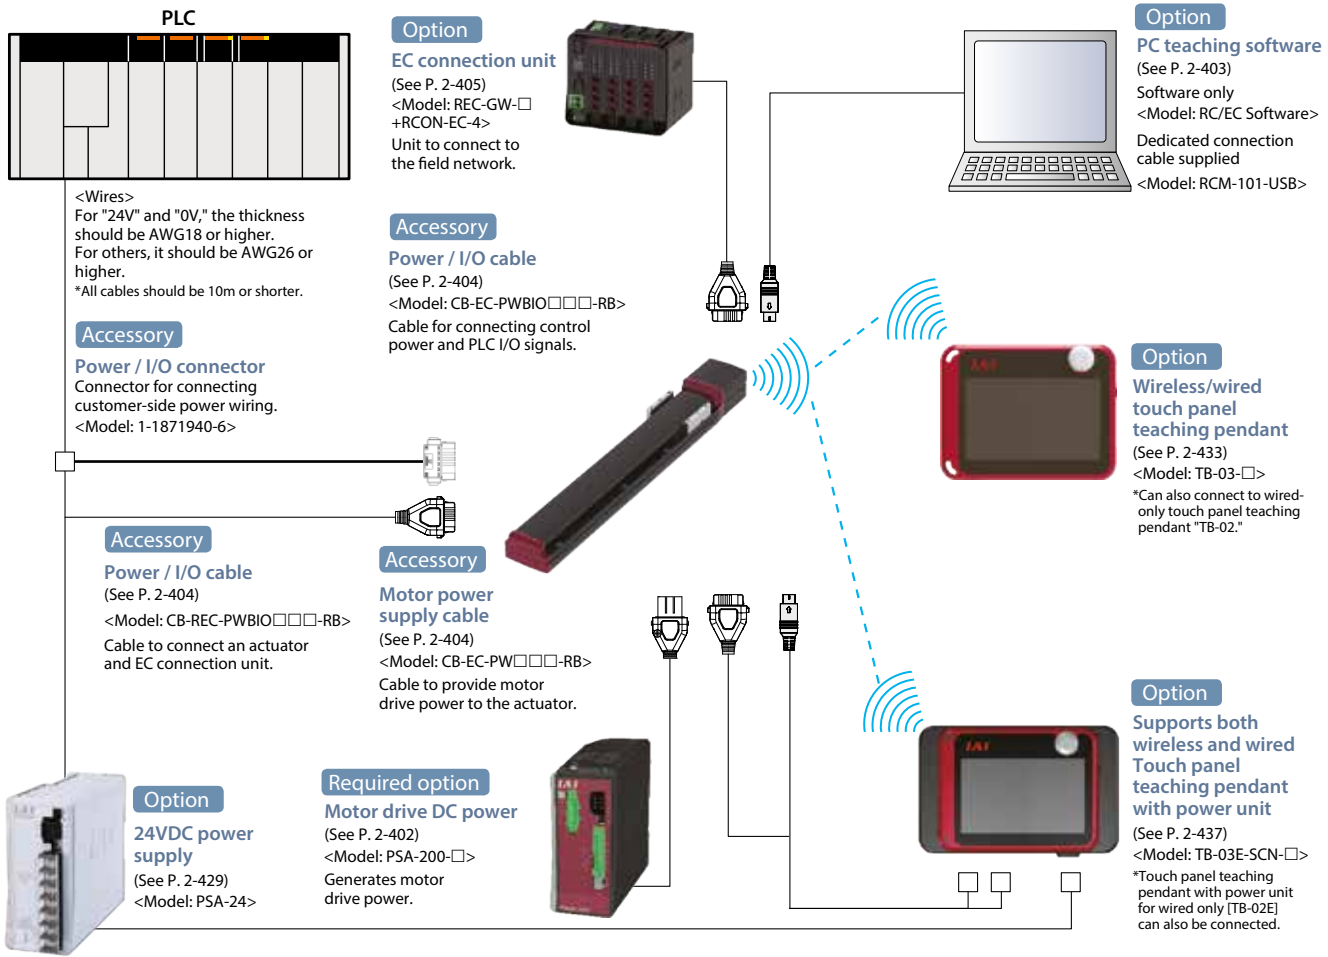 PLC
<Wires>
For "24V" and "0V," the thickness
should be AWG18 or higher.
For others, it should be AWG26 or
higher.
*All cables should be 10m or shorter.
Accessory
Power / I/O connector
Connector for connecting
customer-side power wiring.
<Model: 1-1871940-6>
Accessory
Power / I/O cable
(See P. 2-404)
<Model: CB-REC-PWBIO□□□-RB>
Cable to connect an actuator
and EC connection unit.
Option
EC connection unit
(See P. 2-405)
<Model: REC-GW-□
+RCON-EC-4>
Unit to connect to
the field network.
Accessory
Power / I/O cable
(See P. 2-404)
<Model: CB-EC-PWBIO□□□-RB>
Cable for connecting control
power and PLC I/O signals.
Accessory
Motor power
supply cable
(See P. 2-404)
<Model: CB-EC-PW□□□-RB>
Cable to provide motor
drive power to the actuator.
Option
24VDC power
supply
(See P. 2-429)
<Model: PSA-24>
Required option
Motor drive DC power
(See P. 2-402)
<Model: PSA-200-□>
Generates motor
drive power.
Option
PC teaching software
(See P. 2-403)
Software only
<Model: RC/EC Software>
Dedicated connection
cable supplied
<Model: RCM-101-USB>
Option
Wireless/wired
touch panel
teaching pendant
(See P. 2-433)
<Model: TB-03-□>
*Can also connect to wired-
only touch panel teaching
pendant "TB-02."
Option
Supports both
wireless and wired
Touch panel
teaching pendant
with power unit
(See P. 2-437)
<Model: TB-03E-SCN-□>
*Touch panel teaching
pendant with power unit
for wired only [TB-02E]
can also be connected.
IAI
IAI
IAI
IAI